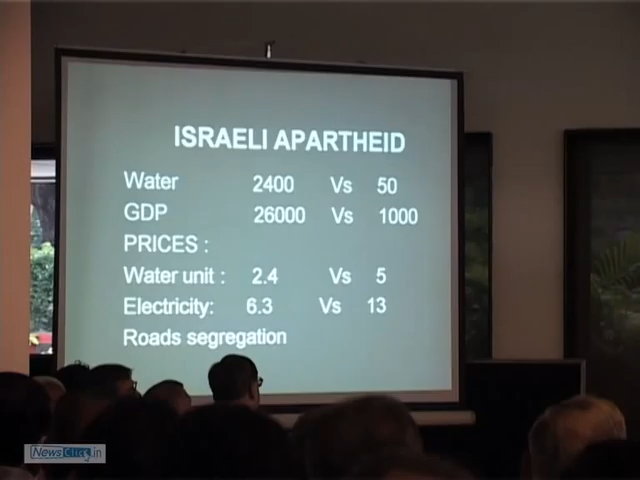 ISRAELI APARTHEID
Water 2400 Vs 50
GDP 26000 Vs 1000
PRICES :
Water unit : 2.4 Vs 5
Electricity: 6.3 Vs 13
Roads segregation
NewsClick.in